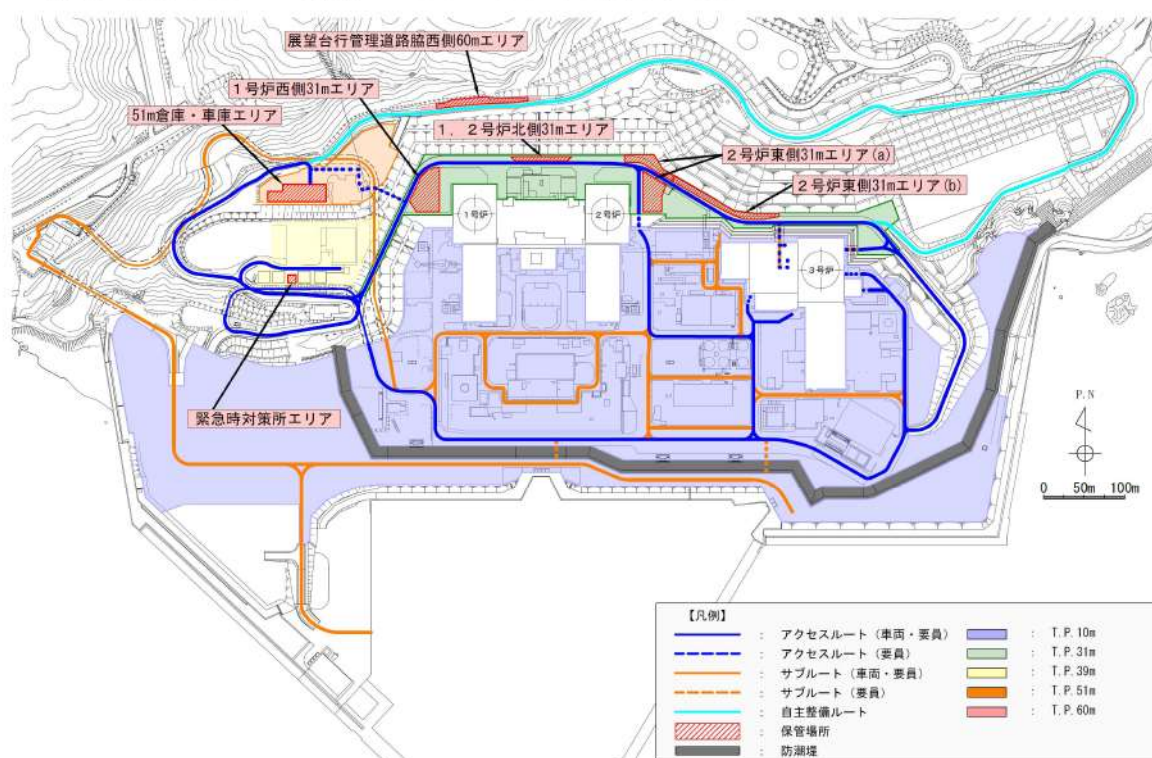 展望台行管理道路脇西側60mエリア
1号炉西側31mエリア
51m倉庫・車庫エリア
1．2号炉北側31mエリア
2号炉東側31mエリア(a)
2号炉東側31mエリア(b)
1号炉
2号炉
3号炉
緊急時対策所エリア
P.N
0 50m 100m
【凡例】
： アクセスルート（車両・要員）
： アクセスルート（要員）
： サブルート（車両・要員）
： サブルート（要員）
： 自主整備ルート
： 保管場所
： 防潮堤
： T.P.10m
： T.P.31m
： T.P.39m
： T.P.51m
： T.P.60m